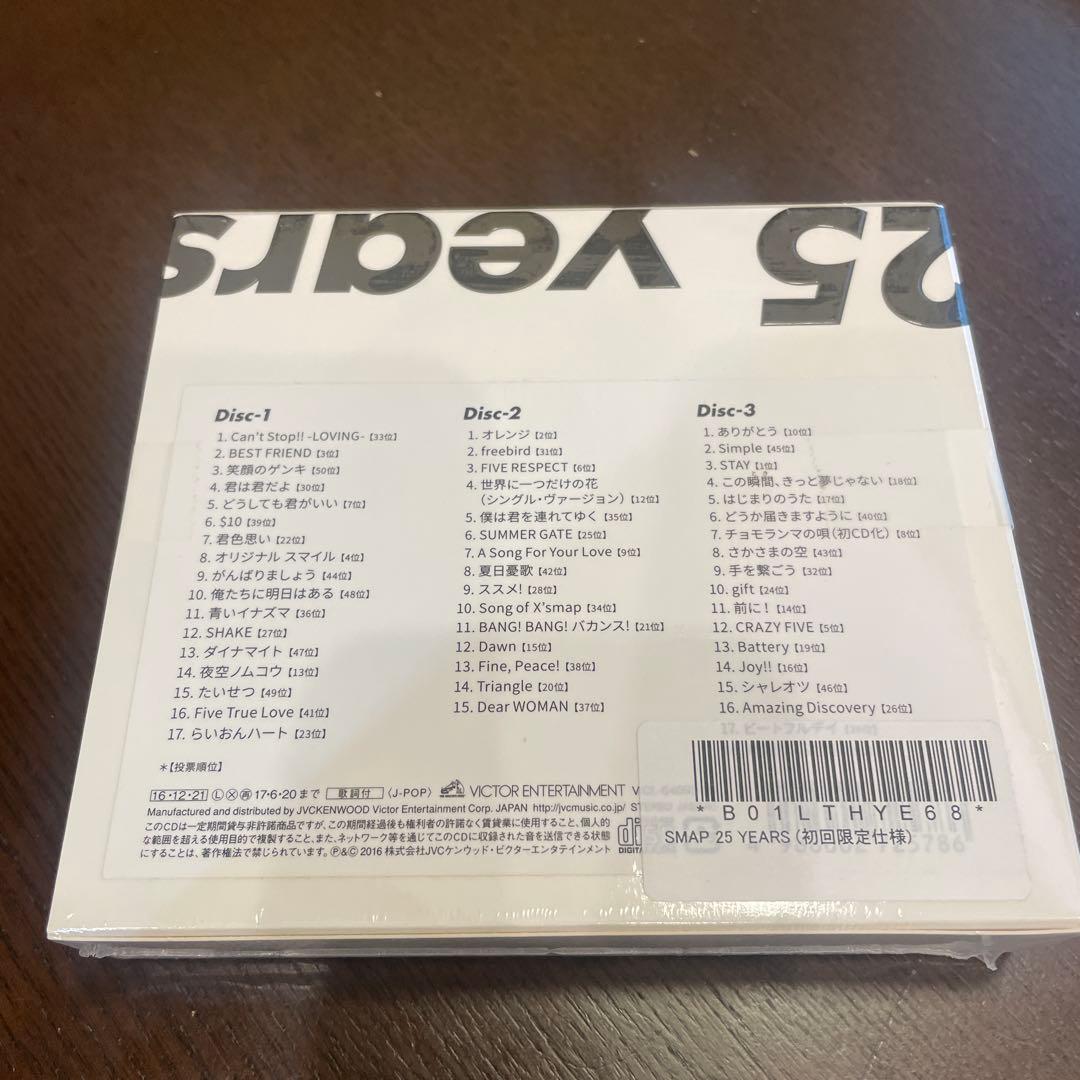 25 years
Disc-1
1. Can't Stop!! -LOVING-【33位】
2. BEST FRIEND【3位】
3. 笑顔のゲンキ【50位】
4. 君は君だよ【30位】
5. どうしても君がいい【7位】
6. $10【39位】
7. 君色思い【22位】
8. オリジナル スマイル【4位】
9. がんばりましょう【44位】
10. 俺たちに明日はある【48位】
11. 青いイナズマ【36位】
12. SHAKE【27位】
13. ダイナマイト【47位】
14. 夜空ノムコウ【13位】
15. たいせつ【49位】
16. Five True Love【41位】
17. らいおんハート【23位】
Disc-2
1. オレンジ【2位】
2. freebird【31位】
3. FIVE RESPECT【6位】
4. 世界に一つだけの花
(シングル・ヴァージョン)【12位】
5. 僕は君を連れてゆく【35位】
6. SUMMER GATE【25位】
7. A Song For Your Love【9位】
8. 夏日憂歌【42位】
9. ススメ!【28位】
10. Song of X'smap【34位】
11. BANG! BANG! バカンス!【21位】
12. Dawn【15位】
13. Fine, Peace!【38位】
14. Triangle【20位】
15. Dear WOMAN【37位】
Disc-3
1. ありがとう【10位】
2. Simple【45位】
3. STAY【1位】
4. この瞬間、きっと夢じゃない【18位】
5. はじまりのうた【17位】
6. どうか届きますように【40位】
7. チョモランマの唄(初CD化)【8位】
8. さかさまの空【43位】
9. 手を繋ごう【32位】
10. gift【24位】
11. 前に!【14位】
12. CRAZY FIVE【5位】
13. Battery【19位】
14. Joy!!【16位】
15. シャレオツ【46位】
16. Amazing Discovery【26位】
17. ビートフルデイ
*【投票順位】
16・12・21 Ⓛ Ⓧ 再 17・6・20まで 歌詞付 〈J-POP〉 VICTOR ENTERTAINMENT
Manufactured and distributed by JVCKENWOOD Victor Entertainment Corp. JAPAN http://jvcmusic.co.jp/
このCDは一定期間貸与非許諾商品ですが、この期間経過後も権利者の許諾なく賃貸業に使用すること、個人的
な範囲を超える使用目的で複製すること、また、ネットワーク等を通じてこのCDに収録された音を送信できる状態
にすることは、著作権法で禁じられています。Ⓟ&Ⓒ 2016 株式会社JVCケンウッド・ビクターエンタテインメント
*B01LTHYE68*
SMAP 25 YEARS (初回限定仕様)